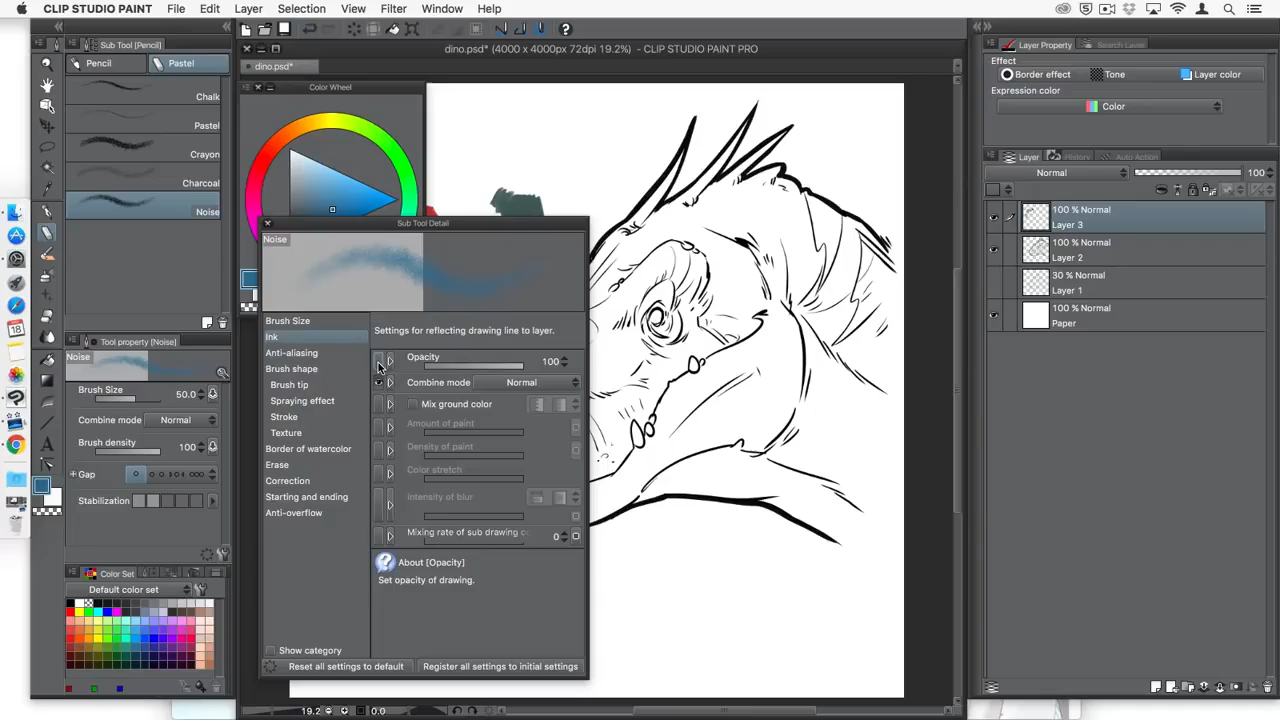 CLIP STUDIO PAINT File Edit Layer Selection View Filter Window Help
dino.psd* (4000 x 4000px 72dpi 19.2%) - CLIP STUDIO PAINT PRO
dino.psd*
Sub Tool [Pencil]
Pencil Pastel
Chalk
Pastel
Crayon
Charcoal
Noise
Tool property [Noise]
Noise
Brush Size 50.0
Combine mode Normal
Brush density 100
Gap
Stabilization
Color Set
Default color set
18
Color Wheel
Sub Tool Detail
Noise
Brush Size
Ink
Anti-aliasing
Brush shape
Brush tip
Spraying effect
Stroke
Texture
Border of watercolor
Erase
Correction
Starting and ending
Anti-overflow
Show category
Settings for reflecting drawing line to layer.
Opacity 100
Combine mode Normal
Mix ground color
Amount of paint
Density of paint
Color stretch
Intensity of blur
Mixing rate of sub drawing c 0
About [Opacity]
Set opacity of drawing.
Reset all settings to default Register all settings to initial settings
19.2 0.0
Layer Property Search Layer
Effect
Border effect Tone Layer color
Expression color
Color
Layer History Auto Action
Normal 100
100 % Normal
Layer 3
100 % Normal
Layer 2
30 % Normal
Layer 1
100 % Normal
Paper